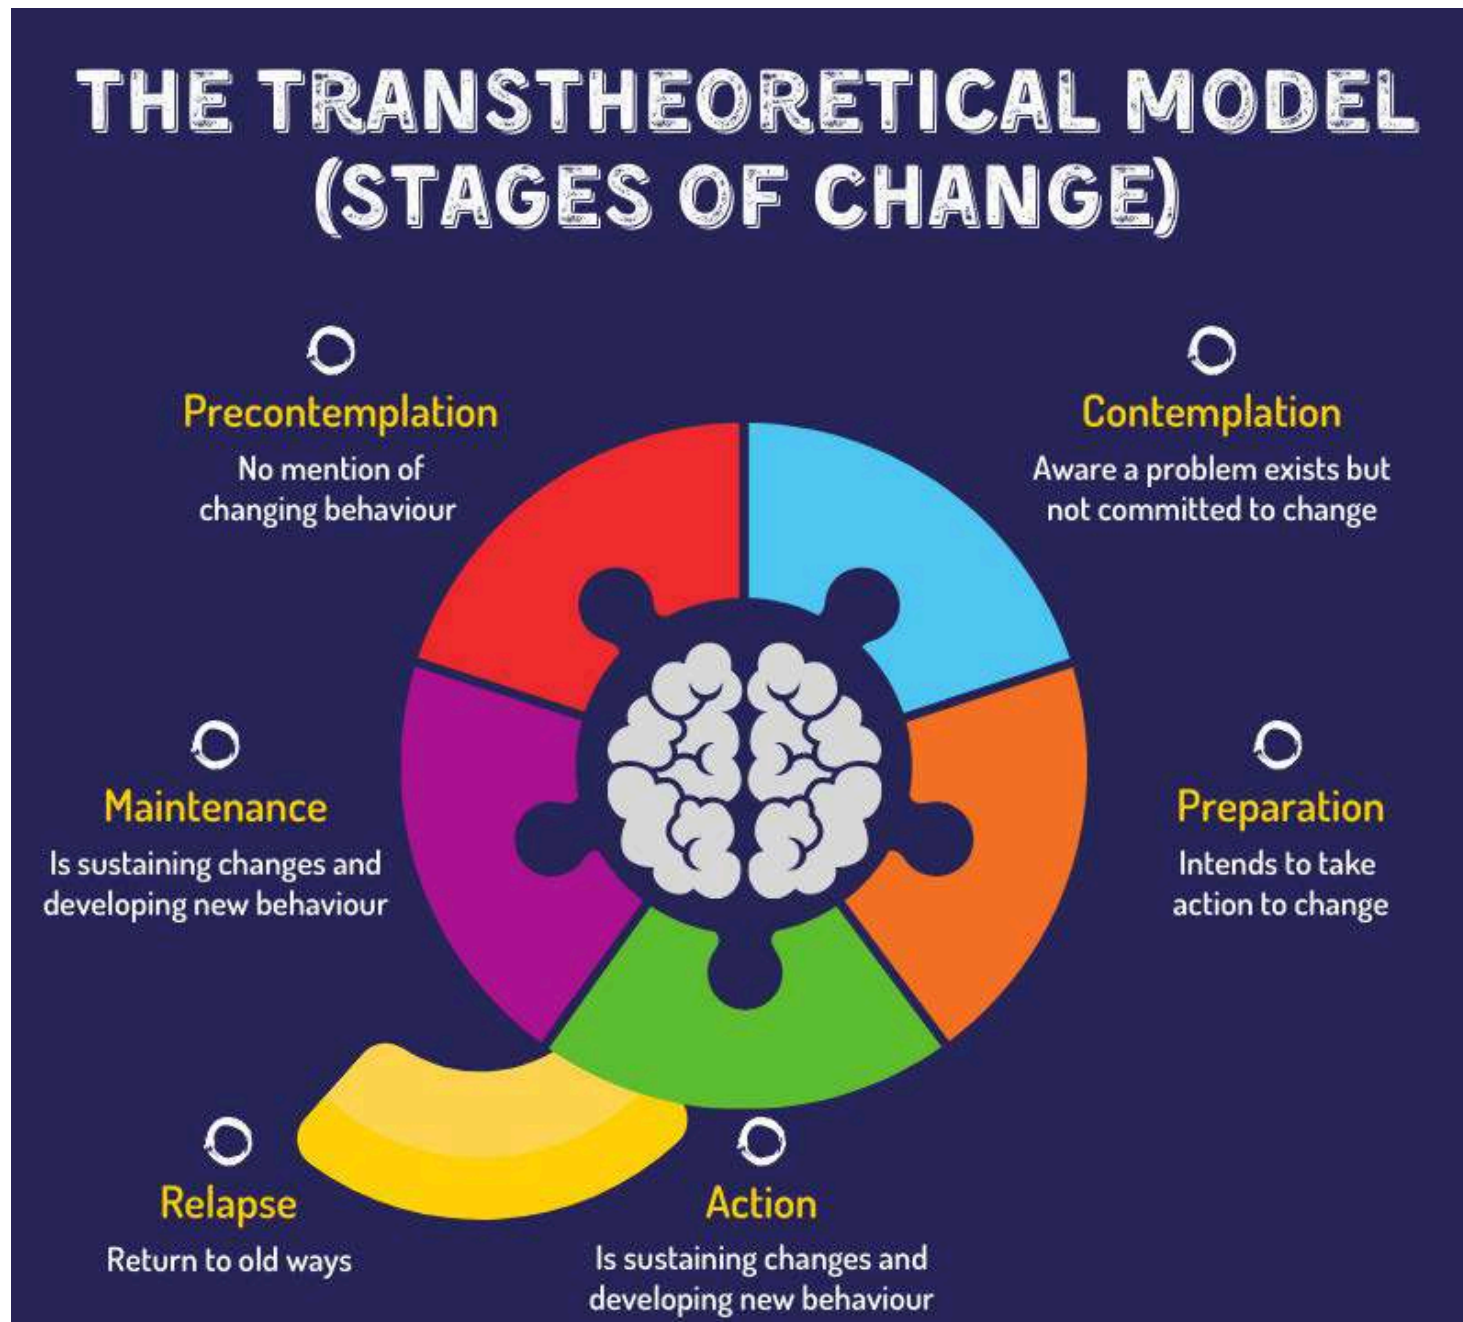 THE TRANSTHEORETICAL MODEL
(STAGES OF CHANGE)
Precontemplation
No mention of
changing behaviour
Contemplation
Aware a problem exists but
not committed to change
Maintenance
Is sustaining changes and
developing new behaviour
Preparation
Intends to take
action to change
Relapse
Return to old ways
Action
Is sustaining changes and
developing new behaviour